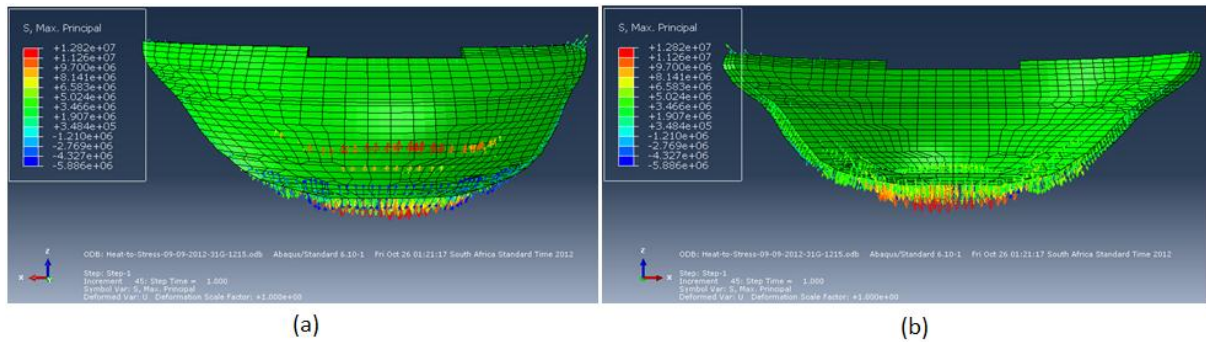 S, Max. Principal
+1.282e+07
+1.126e+07
+9.700e+06
+8.141e+06
+6.583e+06
+5.024e+06
+3.466e+06
+1.907e+06
+3.484e+05
-1.210e+06
-2.769e+06
-4.327e+06
-5.886e+06
z
x
Y
ODB: Heat-to-Stress-09-09-2012-31G-1215.odb Abaqus/Standard 6.10-1 Fri Oct 26 01:21:17 South Africa Standard Time 2012
Step: Step-1
Increment 45: Step Time = 1.000
Symbol Var: S, Max. Principal
Deformed Var: U Deformation Scale Factor: +1.000e+00
(a)
S, Max. Principal
+1.282e+07
+1.126e+07
+9.700e+06
+8.141e+06
+6.583e+06
+5.024e+06
+3.466e+06
+1.907e+06
+3.484e+05
-1.210e+06
-2.769e+06
-4.327e+06
-5.886e+06
z
x
ODB: Heat-to-Stress-09-09-2012-31G-1215.odb Abaqus/Standard 6.10-1 Fri Oct 26 01:21:17 South Africa Standard Time 2012
Step: Step-1
Increment 45: Step Time = 1.000
Symbol Var: S, Max. Principal
Deformed Var: U Deformation Scale Factor: +1.000e+00
(b)